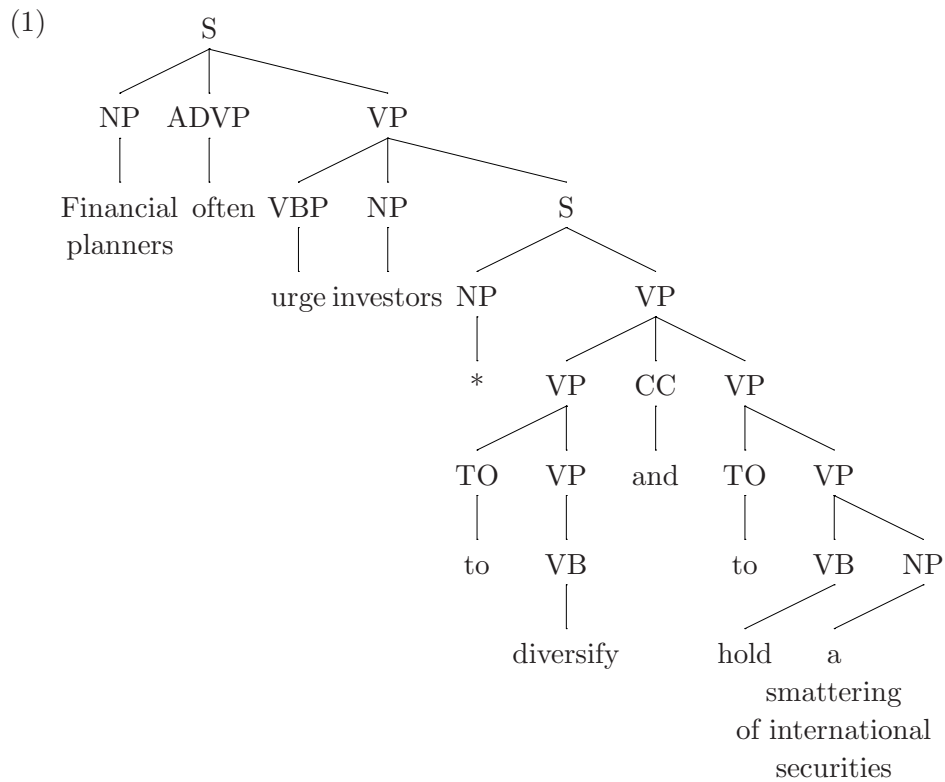 (1) S
NP ADVP VP
Financial often VBP NP S
planners
urge investors NP VP
* VP CC VP
TO VP and TO VP
to VB to VB NP
diversify hold a
smattering
of international
securities